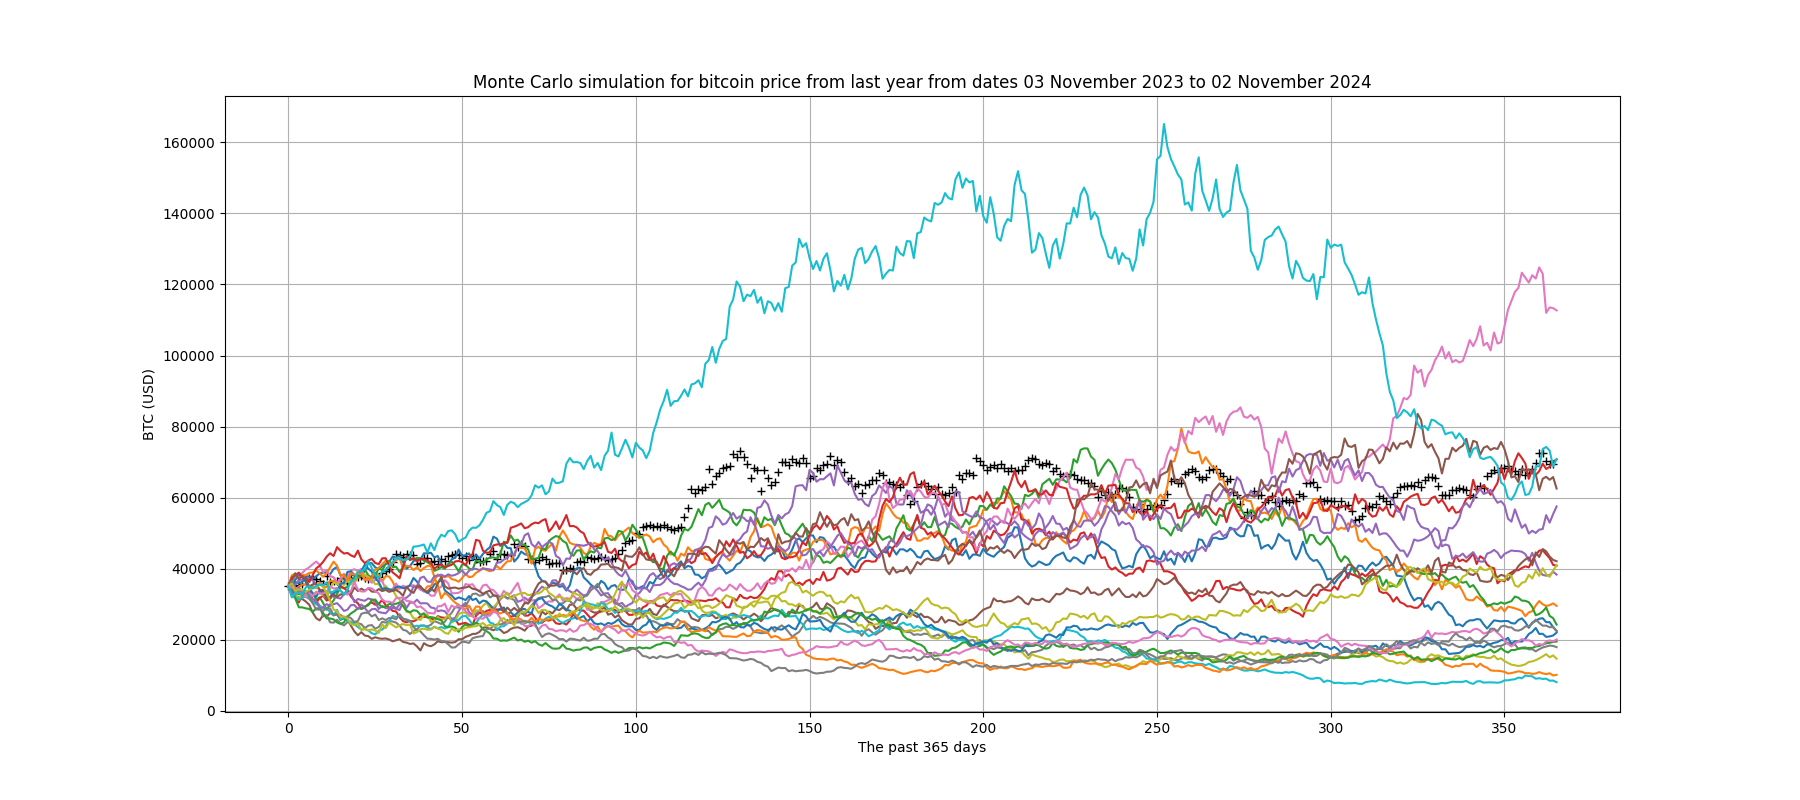 Monte Carlo simulation for bitcoin price from last year from dates 03 November 2023 to 02 November 2024
BTC (USD)
160000
140000
120000
100000
80000
60000
40000
20000
0
0 50 100 150 200 250 300 350
The past 365 days